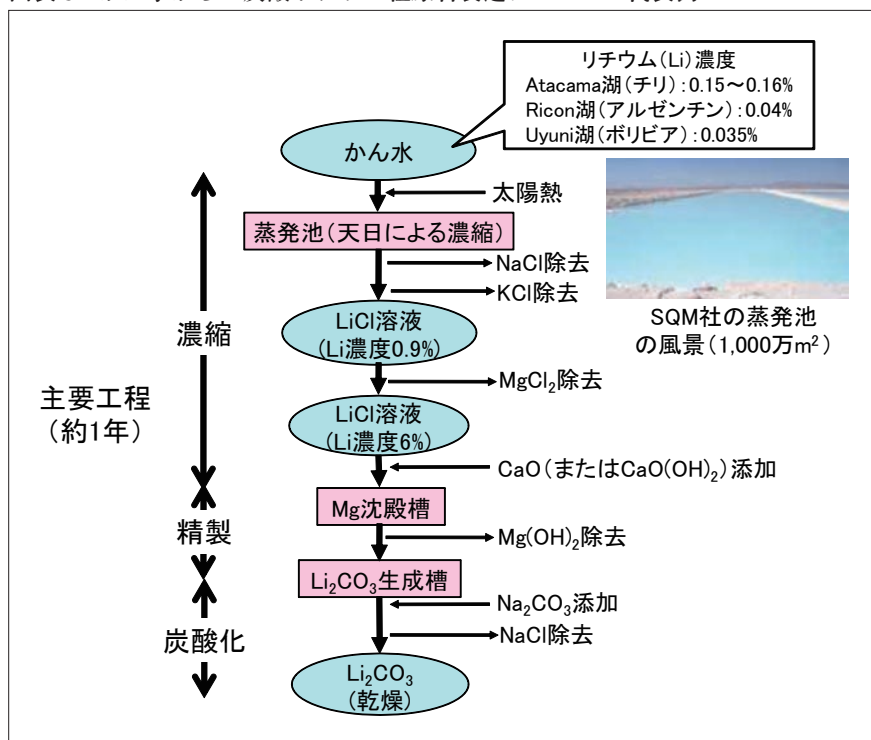 リチウム(Li)濃度
Atacama湖(チリ):0.15～0.16%
Ricon湖(アルゼンチン):0.04%
Uyuni湖(ボリビア):0.035%
かん水
太陽熱
蒸発池(天日による濃縮)
NaCl除去
KCl除去
LiCl溶液
(Li濃度0.9%)
SQM社の蒸発池
の風景(1,000万m²)
濃縮
MgCl₂除去
主要工程
(約1年)
LiCl溶液
(Li濃度6%)
CaO(またはCaO(OH)₂)添加
Mg沈殿槽
精製
Mg(OH)₂除去
Li₂CO₃生成槽
Na₂CO₃添加
炭酸化
NaCl除去
Li₂CO₃
(乾燥)